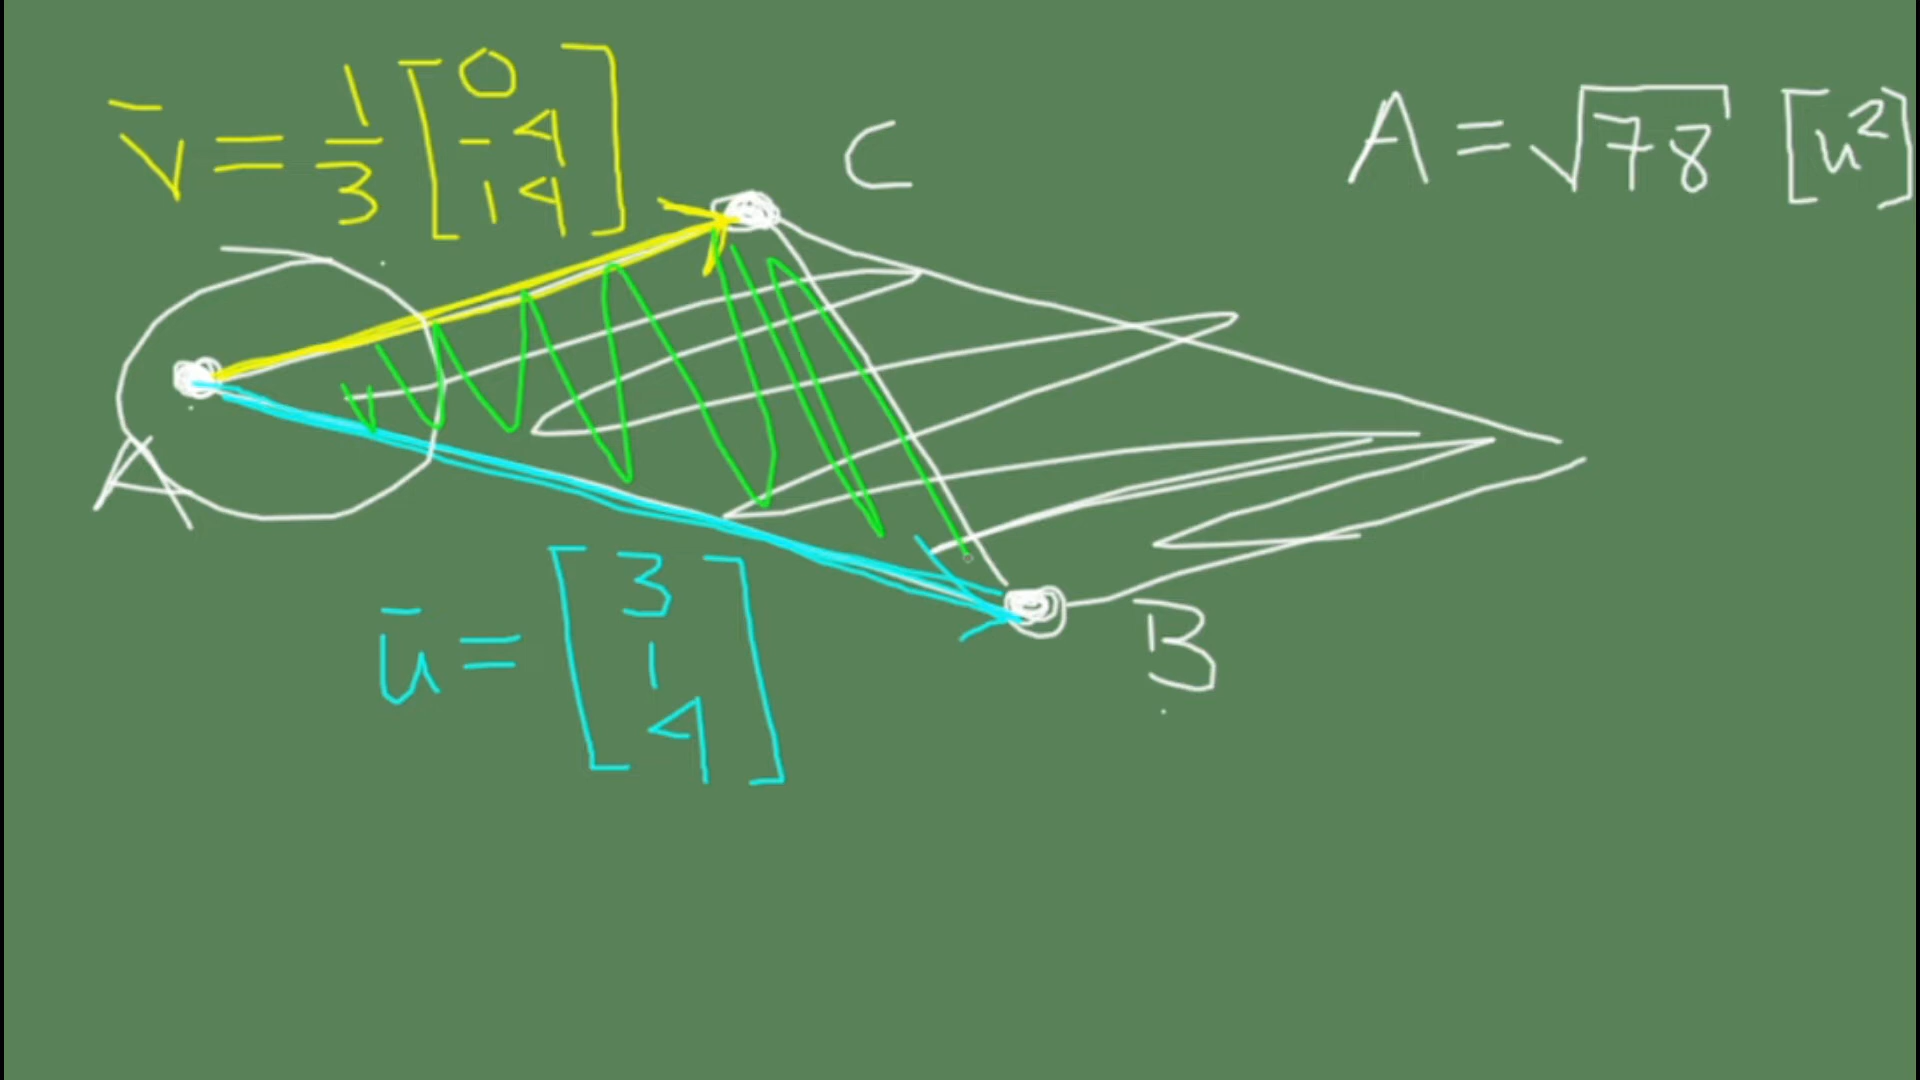 v̄ = 1/3 [0 -4 14]
C
A = √78 [u²]
A
ū = [3 1 4]
B